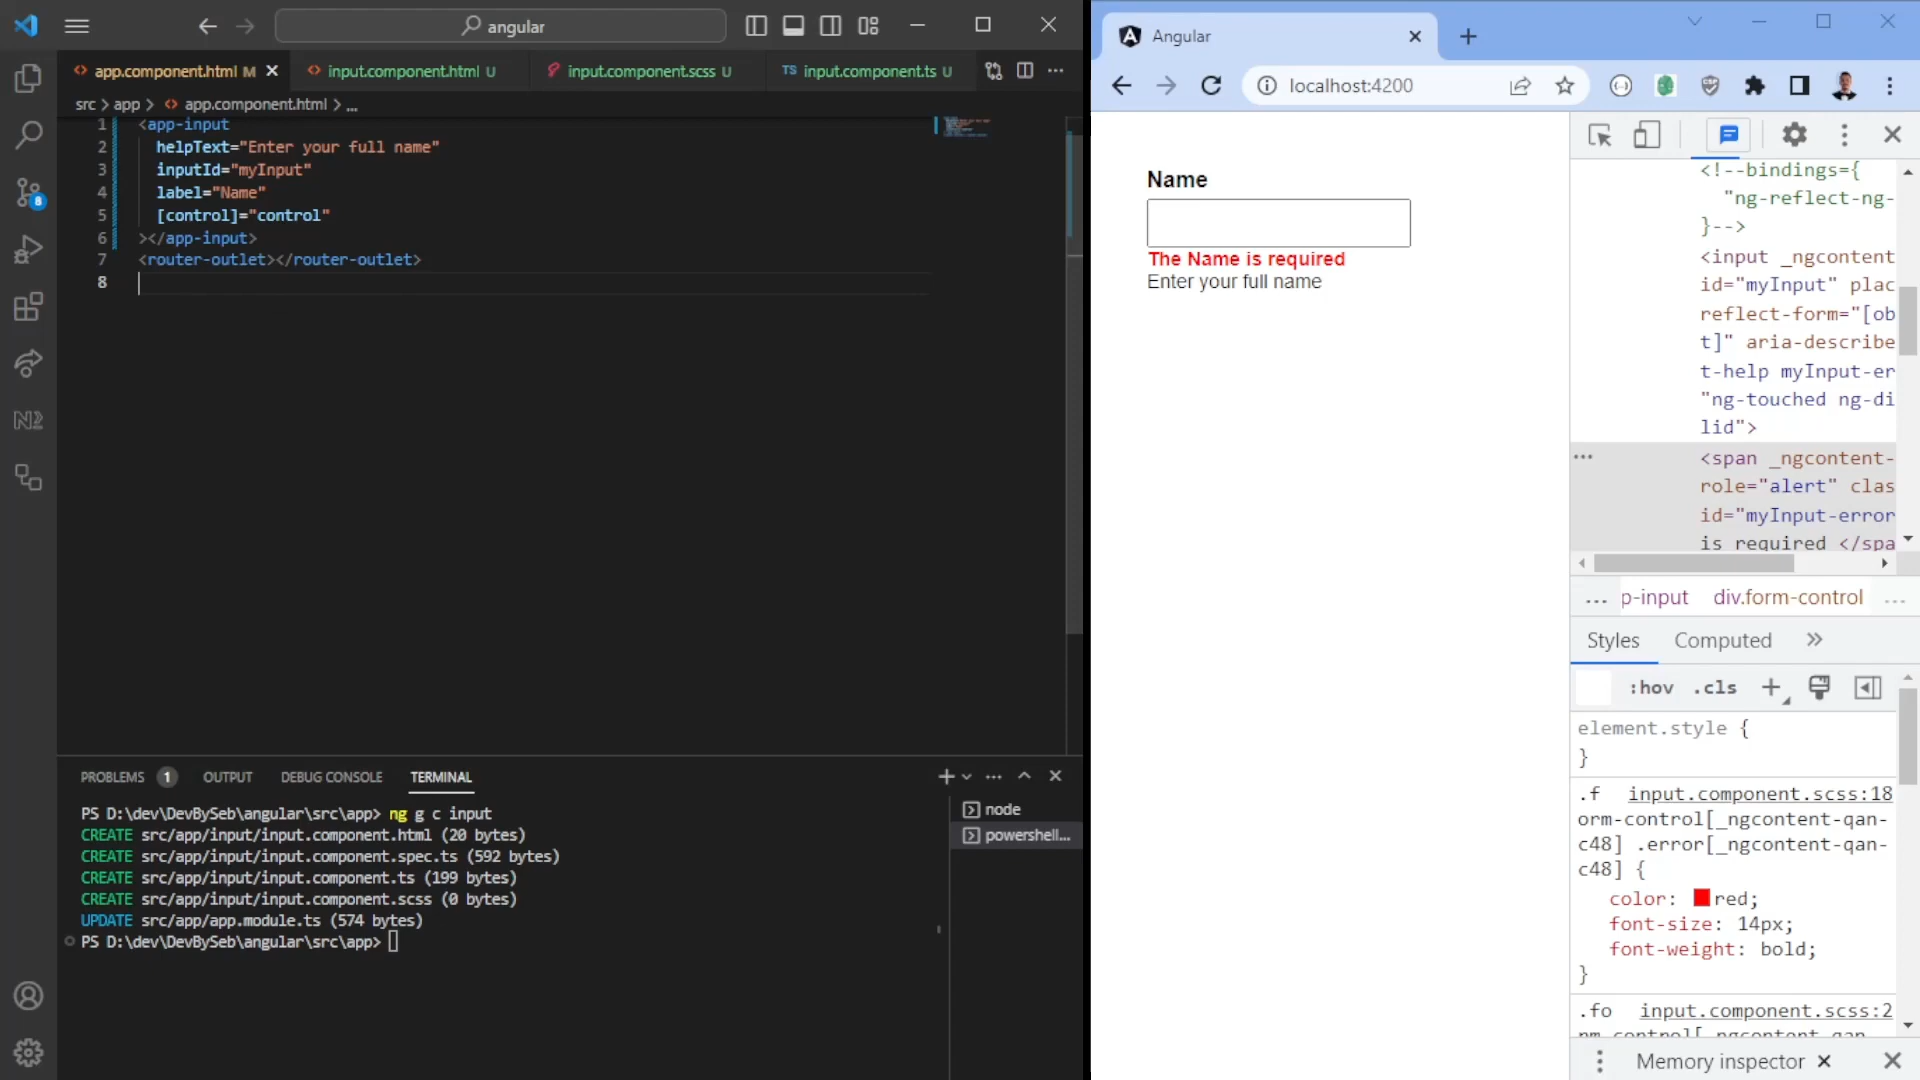 angular
app.component.html M
input.component.html U
input.component.scss U
TS input.component.ts U
src > app > app.component.html > ...
1 <app-input
2 helpText="Enter your full name"
3 inputId="myInput"
4 label="Name"
5 [control]="control"
6 ></app-input>
7 <router-outlet></router-outlet>
8
8
PROBLEMS 1 OUTPUT DEBUG CONSOLE TERMINAL
PS D:\dev\DevBySeb\angular\src\app> ng g c input
CREATE src/app/input/input.component.html (20 bytes)
CREATE src/app/input/input.component.spec.ts (592 bytes)
CREATE src/app/input/input.component.ts (199 bytes)
CREATE src/app/input/input.component.scss (0 bytes)
UPDATE src/app/app.module.ts (574 bytes)
PS D:\dev\DevBySeb\angular\src\app>
node
powershell...
Angular
localhost:4200
Name
The Name is required
Enter your full name
<!--bindings={
"ng-reflect-ng-
}-->
<input _ngcontent
id="myInput" plac
reflect-form="[ob
t]" aria-describe
t-help myInput-er
"ng-touched ng-di
lid">
... <span _ngcontent-
role="alert" clas
id="myInput-error
is required </spa
... p-input div.form-control ...
Styles Computed
:hov .cls
element.style {
}
.f input.component.scss:18
orm-control[_ngcontent-qan-
c48] .error[_ngcontent-qan-
c48] {
color: red;
font-size: 14px;
font-weight: bold;
}
.fo input.component.scss:2
rm-control[_ngcontent-qan-
Memory inspector